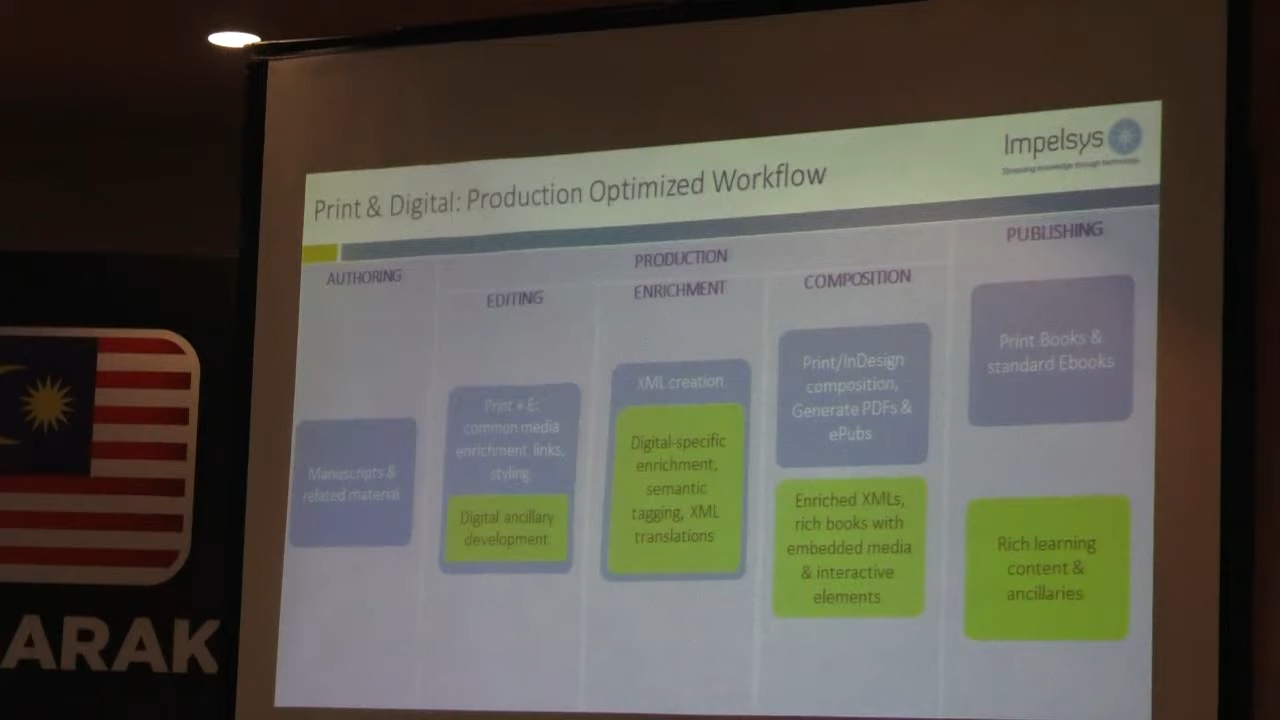 Impelsys
Print & Digital: Production Optimized Workflow
AUTHORING
PRODUCTION
PUBLISHING
EDITING
ENRICHMENT
COMPOSITION
Manuscripts &
related material
Print + E:
common media
enrichment, links,
styling
Digital ancillary
development
XML creation
Digital-specific
enrichment,
semantic
tagging, XML
translations
Print/InDesign
composition,
Generate PDFs &
ePubs
Enriched XMLs,
rich books with
embedded media
& interactive
elements
Print Books &
standard Ebooks
Rich learning
content &
ancillaries
ARAK